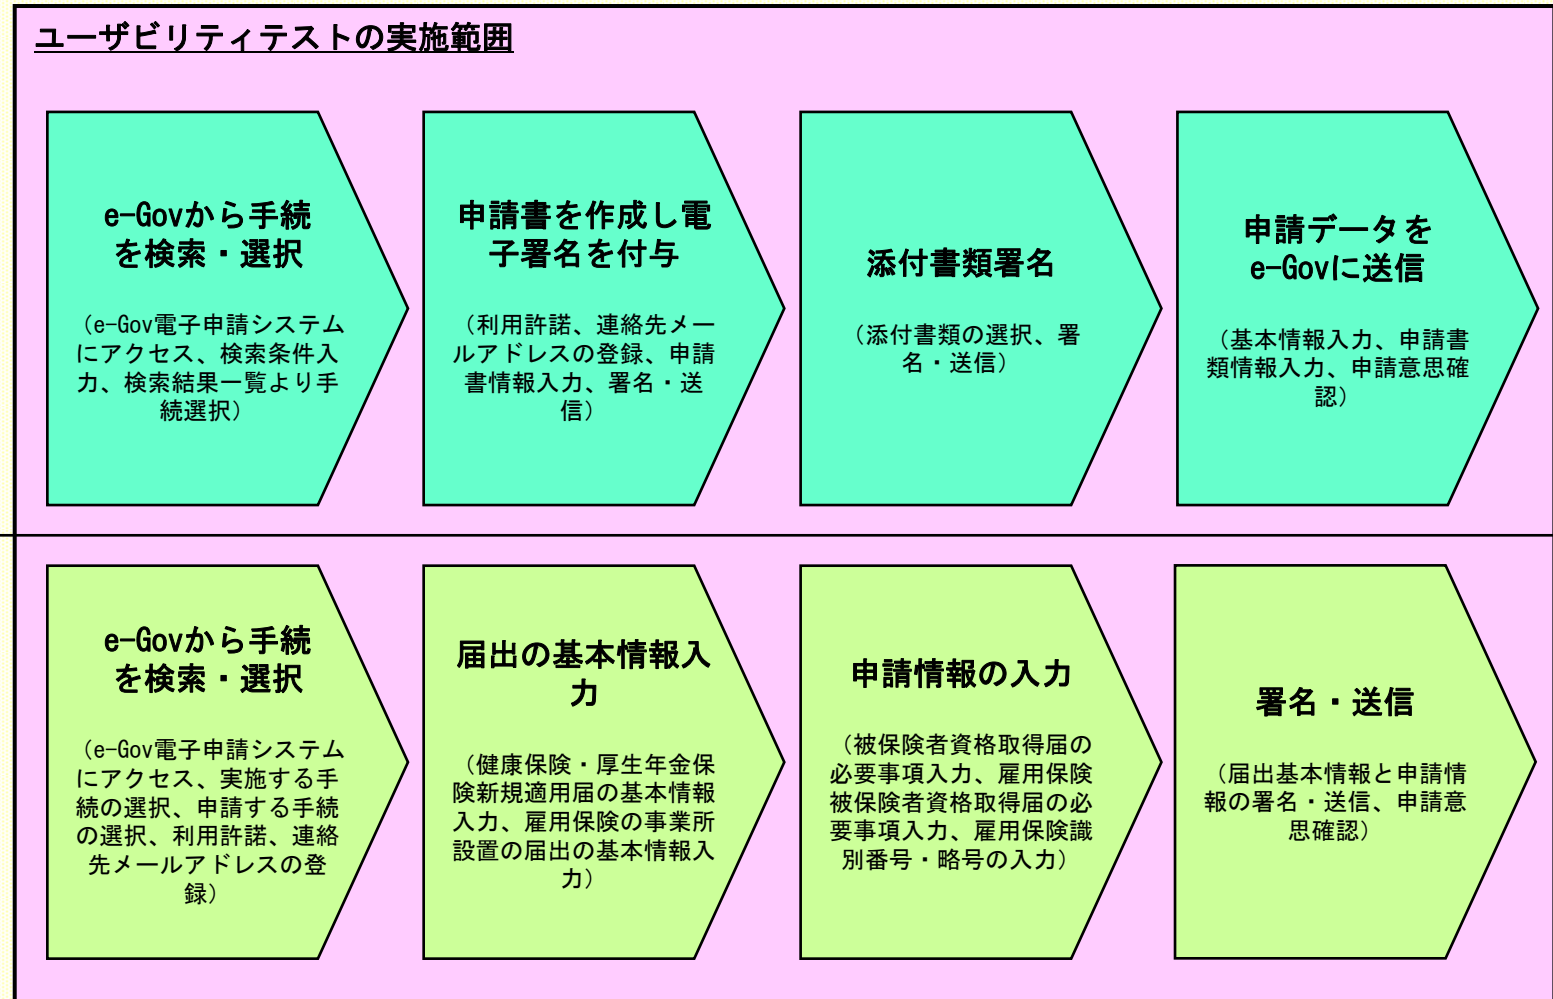 ユーザビリティテストの実施範囲
e-Govから手続
を検索・選択
（e-Gov電子申請システム
にアクセス、検索条件入
力、検索結果一覧より手
続選択）
申請書を作成し電
子署名を付与
（利用許諾、連絡先メー
ルアドレスの登録、申請
書情報入力、署名・送
信）
添付書類署名
（添付書類の選択、署
名・送信）
申請データを
e-Govに送信
（基本情報入力、申請書
類情報入力、申請意思確
認）
e-Govから手続
を検索・選択
（e-Gov電子申請システム
にアクセス、実施する手
続の選択、申請する手続
の選択、利用許諾、連絡
先メールアドレスの登
録）
届出の基本情報入
力
（健康保険・厚生年金保
険新規適用届の基本情報
入力、雇用保険の事業所
設置の届出の基本情報入
力）
申請情報の入力
（被保険者資格取得届の
必要事項入力、雇用保険
被保険者資格取得届の必
要事項入力、雇用保険識
別番号・略号の入力）
署名・送信
（届出基本情報と申請情
報の署名・送信、申請意
思確認）